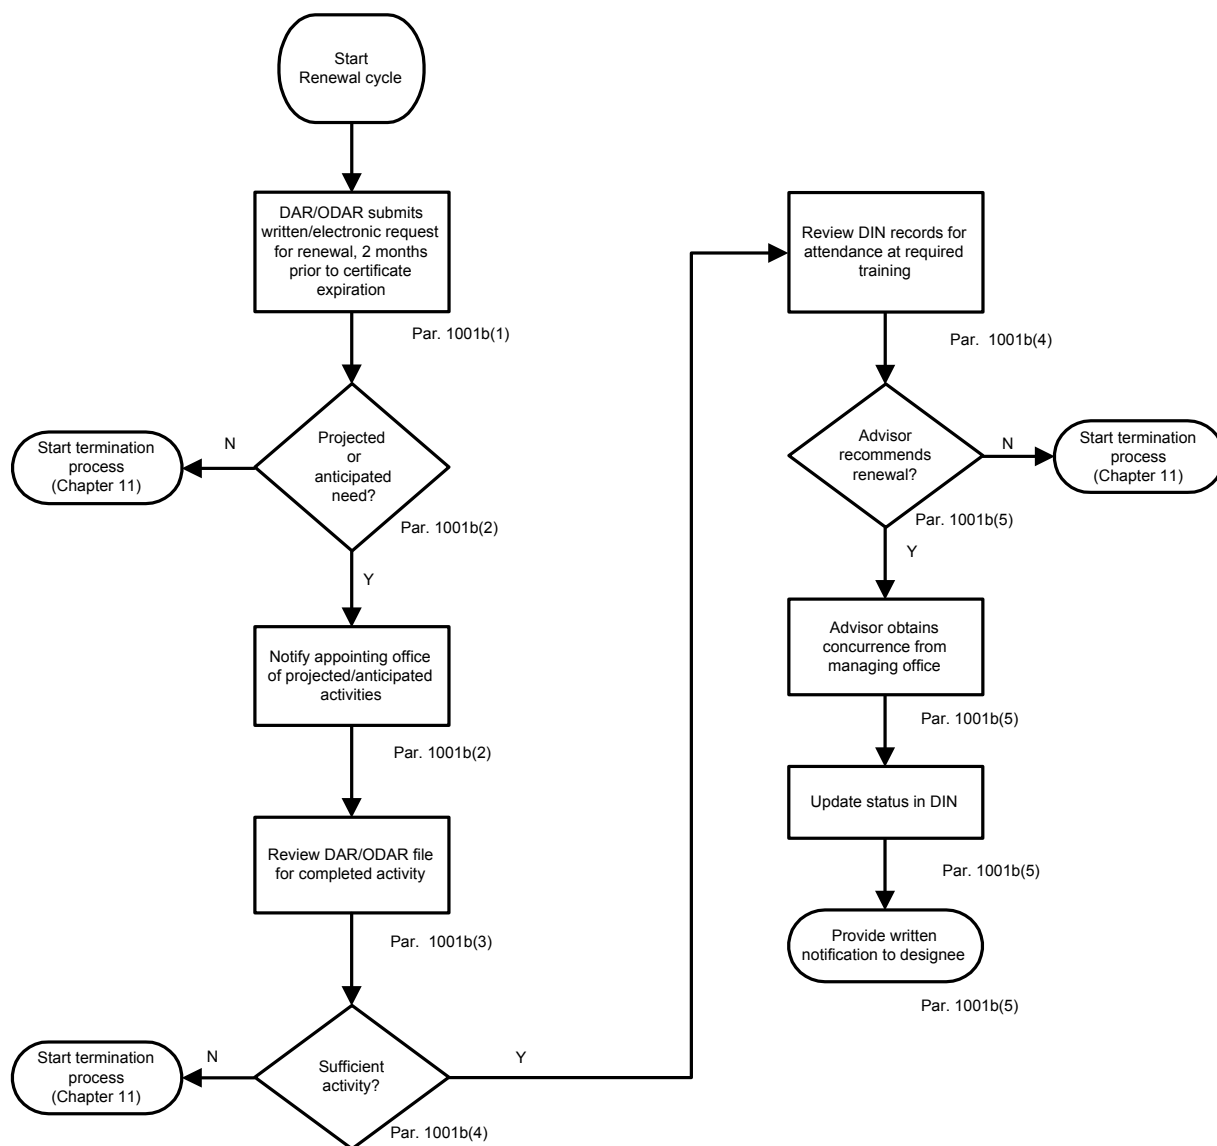 Start
Renewal cycle
DAR/ODAR submits
written/electronic request
for renewal, 2 months
prior to certificate
expiration
Par. 1001b(1)
Projected
or
anticipated
need?
N
Start termination
process
(Chapter 11)
Par. 1001b(2)
Y
Notify appointing office
of projected/anticipated
activities
Par. 1001b(2)
Review DAR/ODAR file
for completed activity
Par. 1001b(3)
Sufficient
activity?
N
Start termination
process
(Chapter 11)
Y
Par. 1001b(4)
Review DIN records for
attendance at required
training
Par. 1001b(4)
Advisor
recommends
renewal?
N
Start termination
process
(Chapter 11)
Par. 1001b(5)
Y
Advisor obtains
concurrence from
managing office
Par. 1001b(5)
Update status in DIN
Par. 1001b(5)
Provide written
notification to designee
Par. 1001b(5)